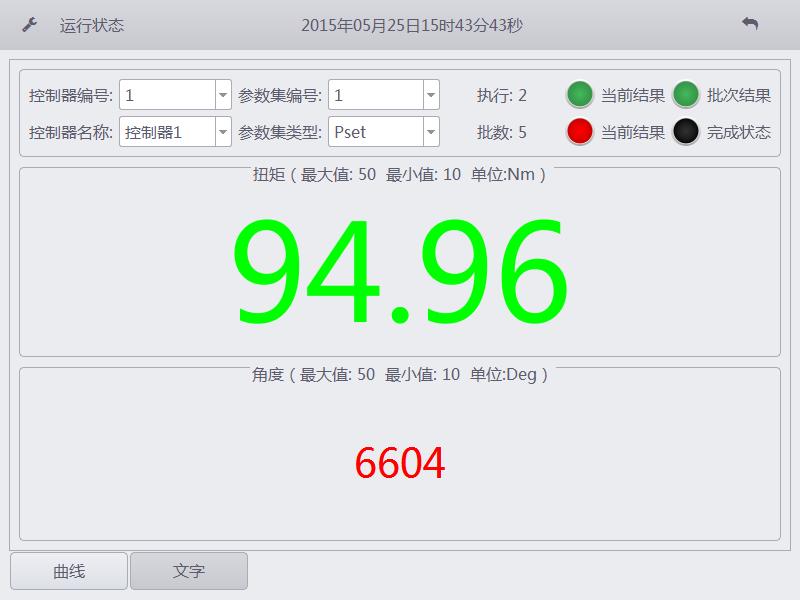 运行状态 2015年05月25日15时43分43秒
控制器编号: 1 参数集编号: 1 执行: 2 当前结果 批次结果
控制器名称: 控制器1 参数集类型: Pset 批数: 5 当前结果 完成状态
扭矩 ( 最大值: 50 最小值: 10 单位:Nm )
94.96
角度 ( 最大值: 50 最小值: 10 单位:Deg )
6604
曲线 文字